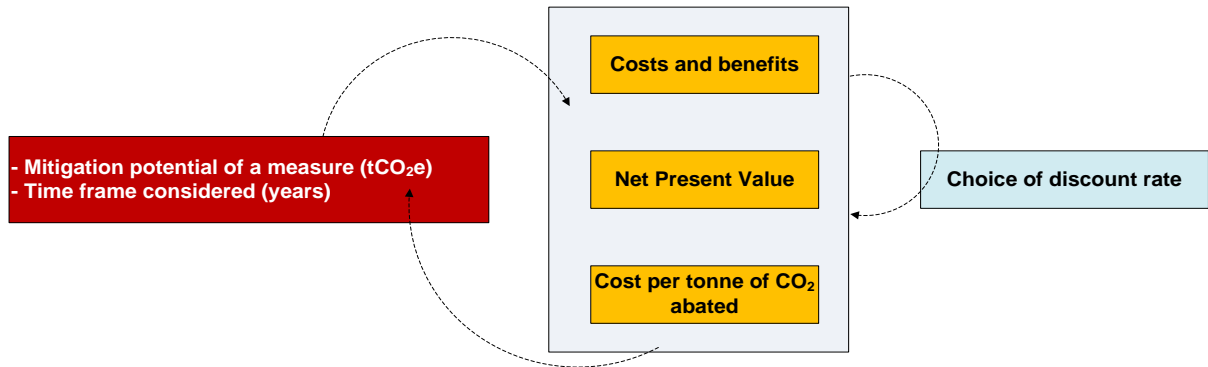 - Mitigation potential of a measure (tCO₂e)
- Time frame considered (years)
Costs and benefits
Net Present Value
Cost per tonne of CO₂
abated
Choice of discount rate